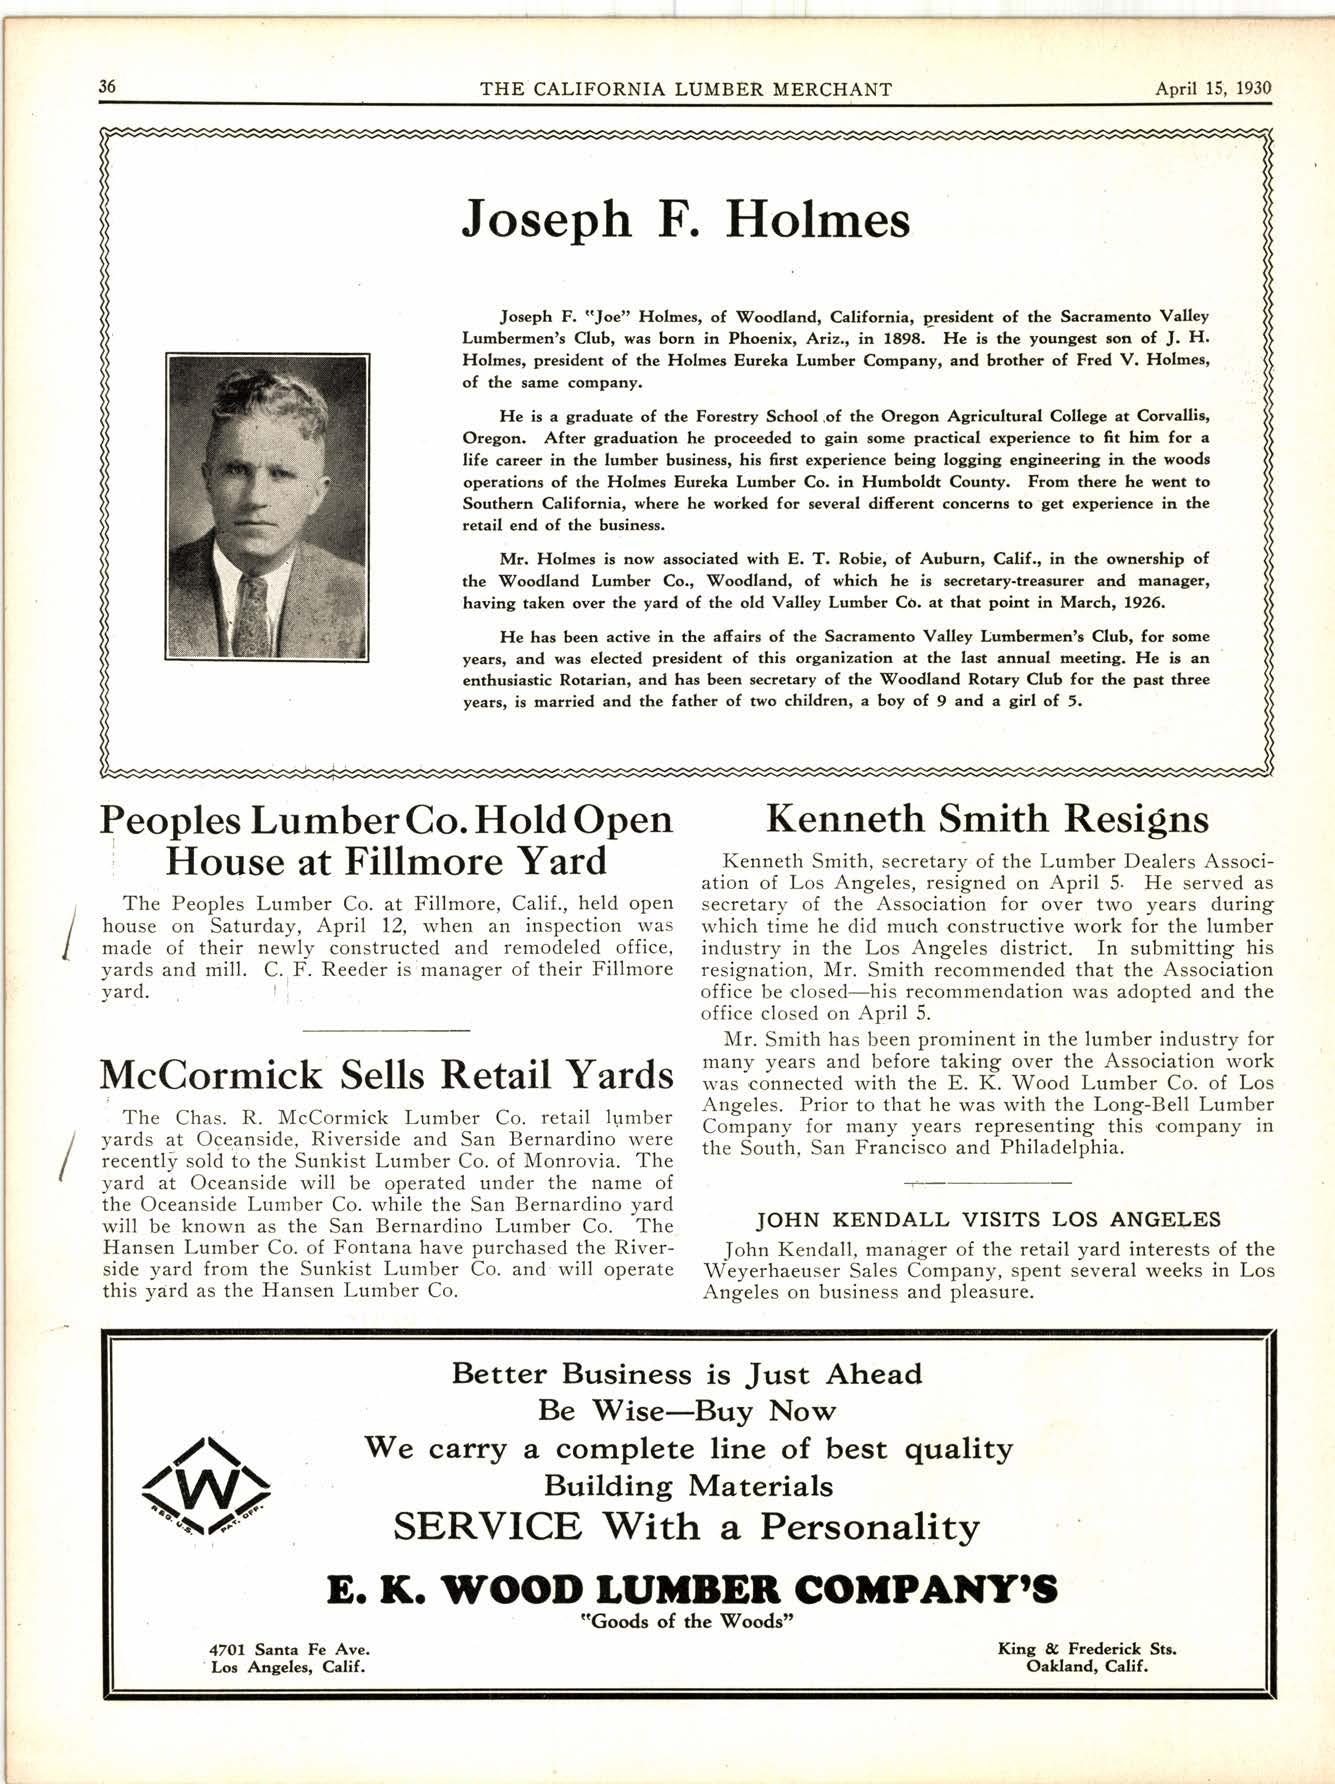 36
THE CALIFORNIA LUMBER MERCHANT
April 15, 1930
Joseph F. Holmes
Joseph F. "Joe" Holmes, of Woodland, California, president of the Sacramento Valley
Lumbermen's Club, was born in Phoenix, Ariz., in 1898. He is the youngest son of J. H.
Holmes, president of the Holmes Eureka Lumber Company, and brother of Fred V. Holmes,
of the same company.
He is a graduate of the Forestry School of the Oregon Agricultural College at Corvallis,
Oregon. After graduation he proceeded to gain some practical experience to fit him for a
life career in the lumber business, his first experience being logging engineering in the woods
operations of the Holmes Eureka Lumber Co. in Humboldt County. From there he went to
Southern California, where he worked for several different concerns to get experience in the
retail end of the business.
Mr. Holmes is now associated with E. T. Robie, of Auburn, Calif., in the ownership of
the Woodland Lumber Co., Woodland, of which he is secretary-treasurer and manager,
having taken over the yard of the old Valley Lumber Co. at that point in March, 1926.
He has been active in the affairs of the Sacramento Valley Lumbermen's Club, for some
years, and was elected president of this organization at the last annual meeting. He is an
enthusiastic Rotarian, and has been secretary of the Woodland Rotary Club for the past three
years, is married and the father of two children, a boy of 9 and a girl of 5.
Peoples Lumber Co. Hold Open
House at Fillmore Yard
The Peoples Lumber Co. at Fillmore, Calif., held open
house on Saturday, April 12, when an inspection was
made of their newly constructed and remodeled office,
yards and mill. C. F. Reeder is manager of their Fillmore
yard.
McCormick Sells Retail Yards
The Chas. R. McCormick Lumber Co. retail lumber
yards at Oceanside, Riverside and San Bernardino were
recently sold to the Sunkist Lumber Co. of Monrovia. The
yard at Oceanside will be operated under the name of
the Oceanside Lumber Co. while the San Bernardino yard
will be known as the San Bernardino Lumber Co. The
Hansen Lumber Co. of Fontana have purchased the River-
side yard from the Sunkist Lumber Co. and will operate
this yard as the Hansen Lumber Co.
Kenneth Smith Resigns
Kenneth Smith, secretary of the Lumber Dealers Associ-
ation of Los Angeles, resigned on April 5. He served as
secretary of the Association for over two years during
which time he did much constructive work for the lumber
industry in the Los Angeles district. In submitting his
resignation, Mr. Smith recommended that the Association
office be closed—his recommendation was adopted and the
office closed on April 5.
Mr. Smith has been prominent in the lumber industry for
many years and before taking over the Association work
was connected with the E. K. Wood Lumber Co. of Los
Angeles. Prior to that he was with the Long-Bell Lumber
Company for many years representing this company in
the South, San Francisco and Philadelphia.
JOHN KENDALL VISITS LOS ANGELES
John Kendall, manager of the retail yard interests of the
Weyerhaeuser Sales Company, spent several weeks in Los
Angeles on business and pleasure.
Better Business is Just Ahead
Be Wise—Buy Now
We carry a complete line of best quality
Building Materials
SERVICE With a Personality
W
REG. U.S. PAT. OFF.
E. K. WOOD LUMBER COMPANY'S
"Goods of the Woods"
4701 Santa Fe Ave.
Los Angeles, Calif.
King & Frederick Sts.
Oakland, Calif.